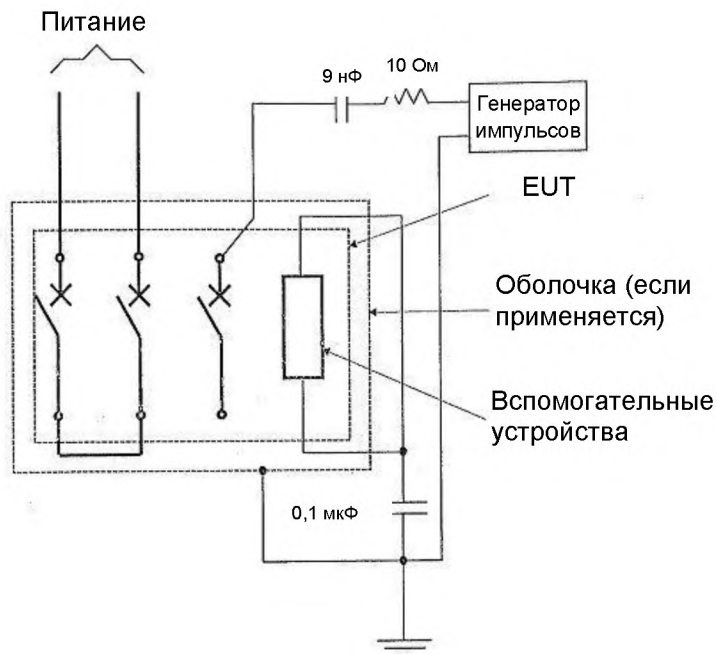 Питание
9 нФ
10 Ом
Генератор
импульсов
EUT
Оболочка (если
применяется)
Вспомогательные
устройства
0,1 мкФ